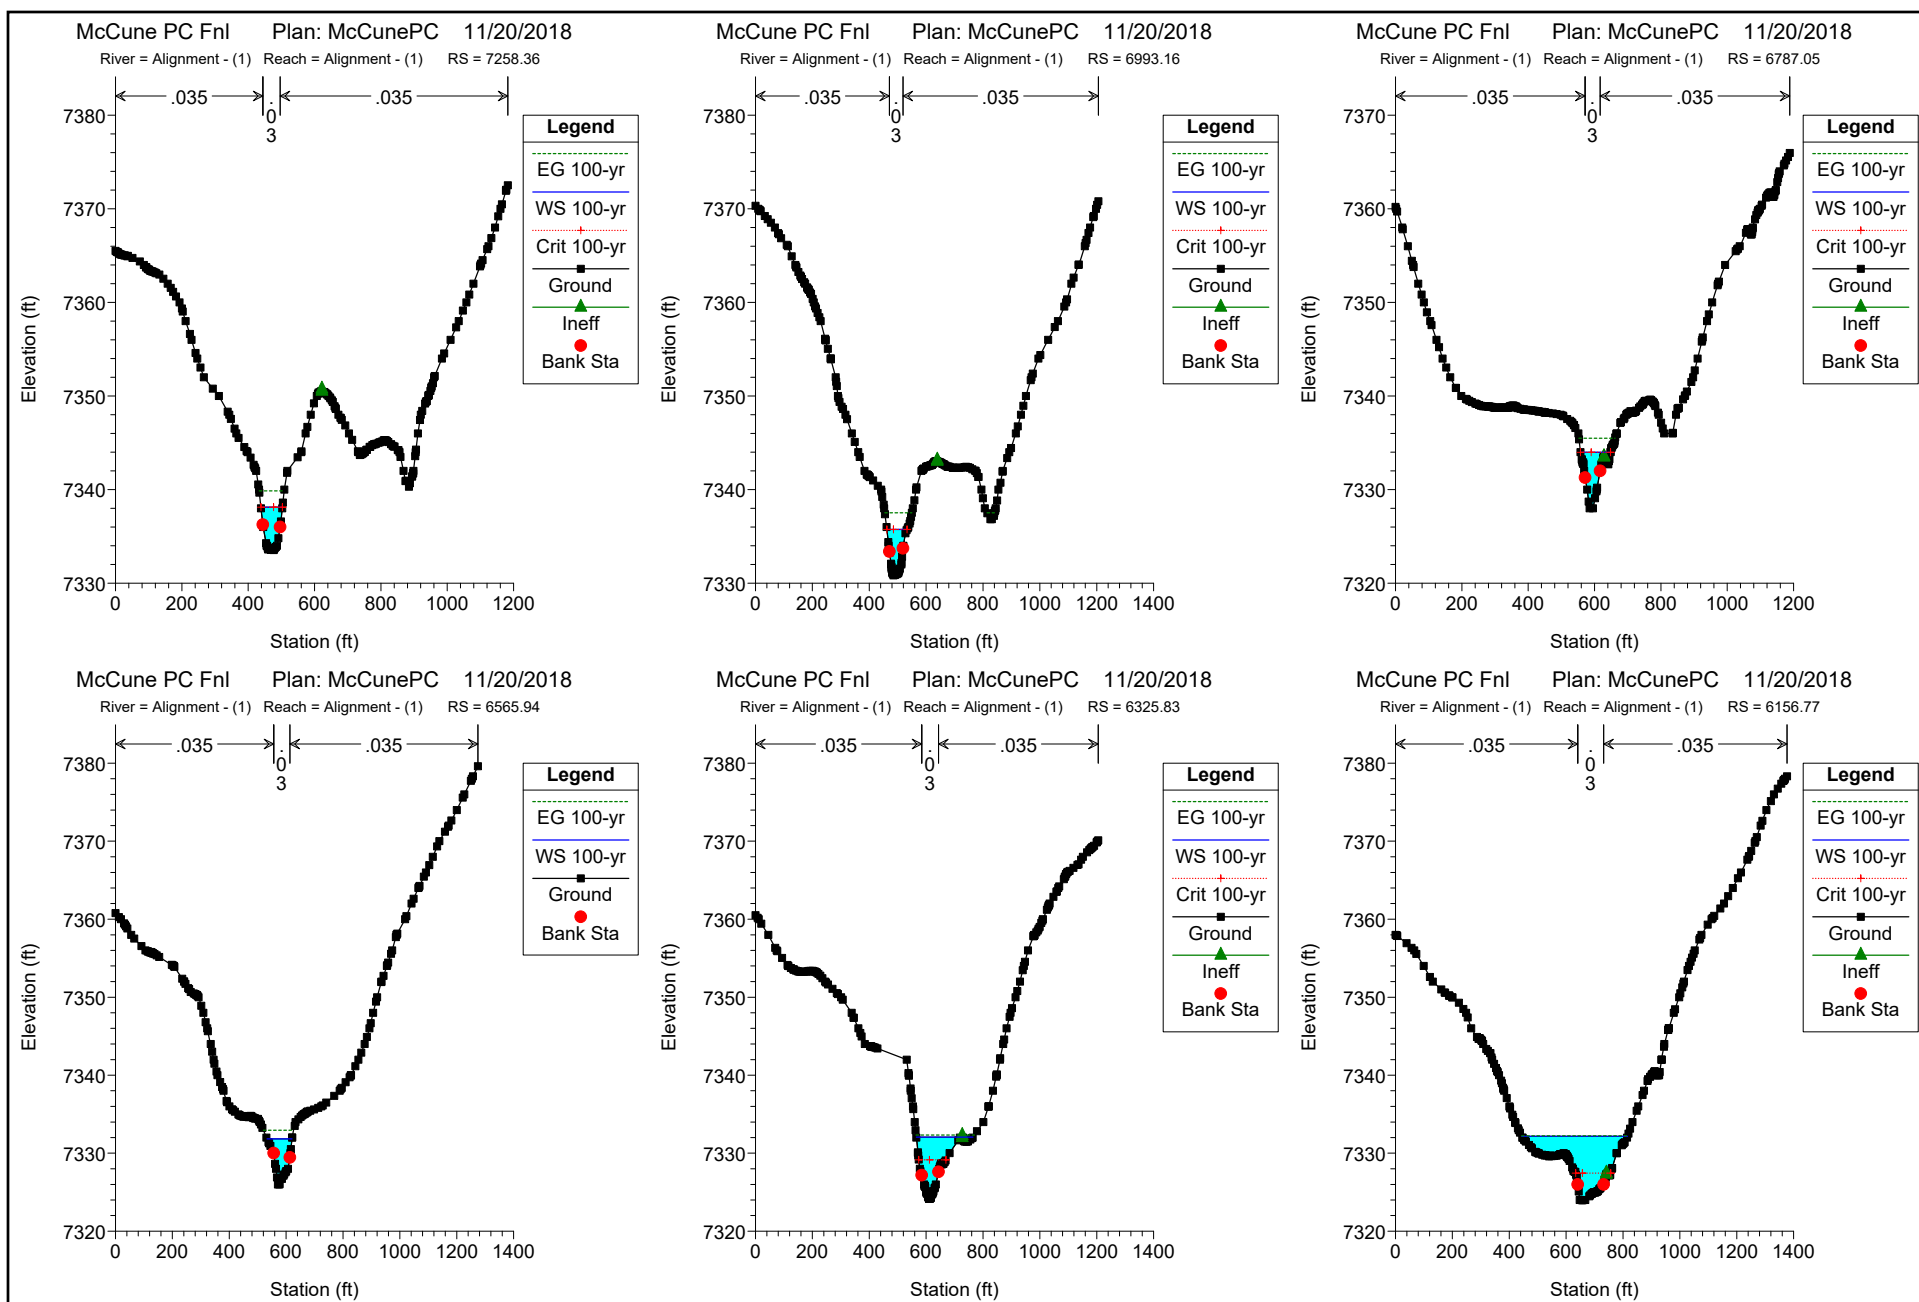 McCune PC Fnl Plan: McCunePC 11/20/2018
River = Alignment - (1) Reach = Alignment - (1) RS = 7258.36
.035 .03 .035
7380
7370
7360
7350
7340
7330
Elevation (ft)
0 200 400 600 800 1000 1200
Station (ft)
Legend
EG 100-yr
WS 100-yr
Crit 100-yr
Ground
Ineff
Bank Sta
McCune PC Fnl Plan: McCunePC 11/20/2018
River = Alignment - (1) Reach = Alignment - (1) RS = 6993.16
.035 .03 .035
7380
7370
7360
7350
7340
7330
Elevation (ft)
0 200 400 600 800 1000 1200 1400
Station (ft)
Legend
EG 100-yr
WS 100-yr
Crit 100-yr
Ground
Ineff
Bank Sta
McCune PC Fnl Plan: McCunePC 11/20/2018
River = Alignment - (1) Reach = Alignment - (1) RS = 6787.05
.035 .03 .035
7370
7360
7350
7340
7330
7320
Elevation (ft)
0 200 400 600 800 1000 1200
Station (ft)
Legend
EG 100-yr
WS 100-yr
Crit 100-yr
Ground
Ineff
Bank Sta
McCune PC Fnl Plan: McCunePC 11/20/2018
River = Alignment - (1) Reach = Alignment - (1) RS = 6565.94
.035 .03 .035
7380
7370
7360
7350
7340
7330
7320
Elevation (ft)
0 200 400 600 800 1000 1200 1400
Station (ft)
Legend
EG 100-yr
WS 100-yr
Ground
Bank Sta
McCune PC Fnl Plan: McCunePC 11/20/2018
River = Alignment - (1) Reach = Alignment - (1) RS = 6325.83
.035 .03 .035
7380
7370
7360
7350
7340
7330
7320
Elevation (ft)
0 200 400 600 800 1000 1200 1400
Station (ft)
Legend
EG 100-yr
WS 100-yr
Crit 100-yr
Ground
Ineff
Bank Sta
McCune PC Fnl Plan: McCunePC 11/20/2018
River = Alignment - (1) Reach = Alignment - (1) RS = 6156.77
.035 .03 .035
7380
7370
7360
7350
7340
7330
7320
Elevation (ft)
0 200 400 600 800 1000 1200 1400
Station (ft)
Legend
EG 100-yr
WS 100-yr
Crit 100-yr
Ground
Ineff
Bank Sta